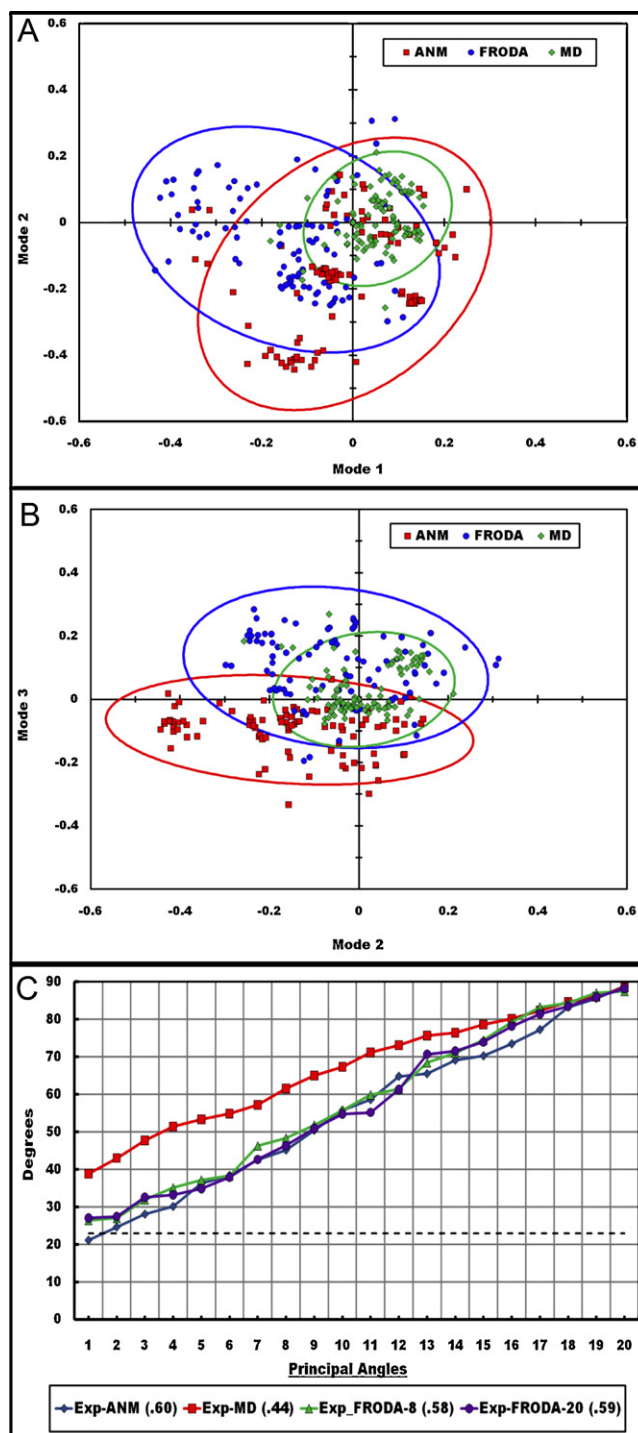 A
ANM FRODA MD
0.6
0.4
0.2
0
-0.2
-0.4
-0.6
-0.6 -0.4 -0.2 0 0.2 0.4 0.6
Mode 2
Mode 1
B
ANM FRODA MD
0.6
0.4
0.2
0
-0.2
-0.4
-0.6
-0.6 -0.4 -0.2 0 0.2 0.4 0.6
Mode 3
Mode 2
C
90
80
70
60
50
40
30
20
10
0
Degrees
1 2 3 4 5 6 7 8 9 10 11 12 13 14 15 16 17 18 19 20
Principal Angles
Exp-ANM (.60) Exp-MD (.44) Exp_FRODA-8 (.58) Exp-FRODA-20 (.59)